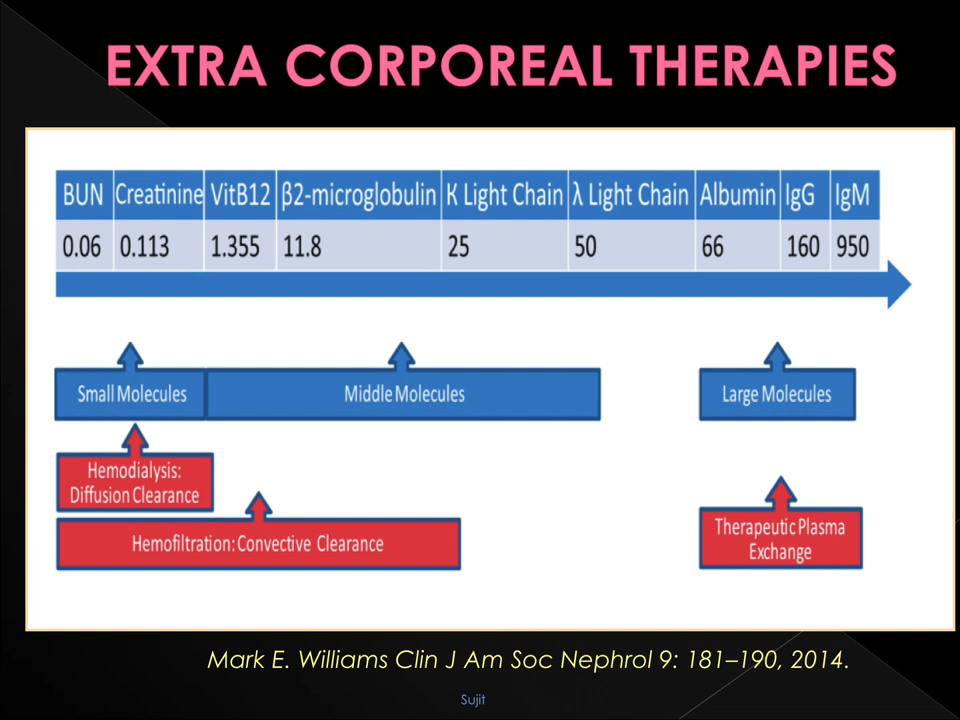 EXTRA CORPOREAL THERAPIES
BUN Creatinine VitB12 β2-microglobulin K Light Chain λ Light Chain Albumin IgG IgM
0.06 0.113 1.355 11.8 25 50 66 160 950
Small Molecules Middle Molecules Large Molecules
Hemodialysis:
Diffusion Clearance
Hemofiltration: Convective Clearance
Therapeutic Plasma
Exchange
Mark E. Williams Clin J Am Soc Nephrol 9: 181–190, 2014.
Sujit